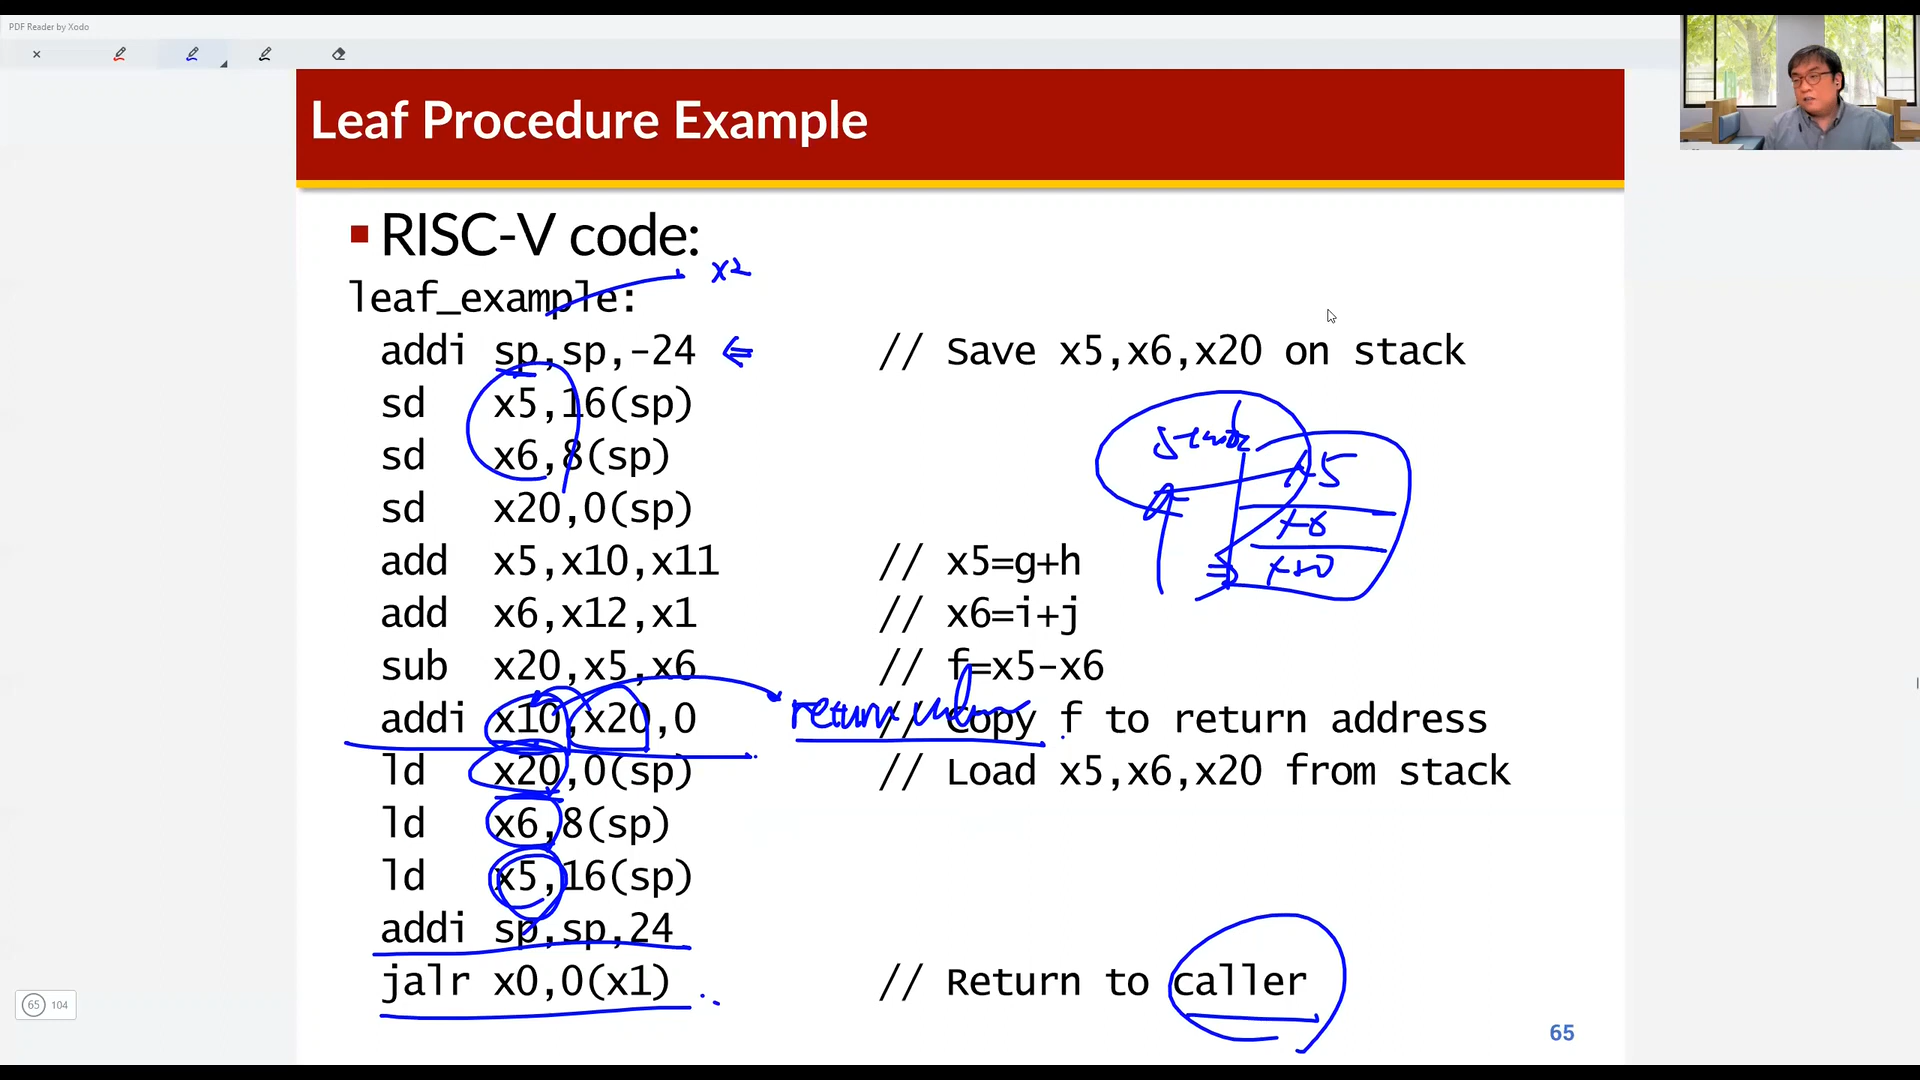 PDF Reader by Xodo
Leaf Procedure Example
RISC-V code:
x2
leaf_example:
addi sp,sp,-24 // Save x5,x6,x20 on stack
sd x5,16(sp)
sd x6,8(sp)
x5
sd x20,0(sp)
x6
add x5,x10,x11 // x5=g+h
x20
add x6,x12,x1 // x6=i+j
sub x20,x5,x6 // f=x5-x6
addi x10,x20,0 // Copy f to return address
return value
ld x20,0(sp) // Load x5,x6,x20 from stack
ld x6,8(sp)
ld x5,16(sp)
addi sp,sp,24
jalr x0,0(x1) // Return to caller
65 104
65